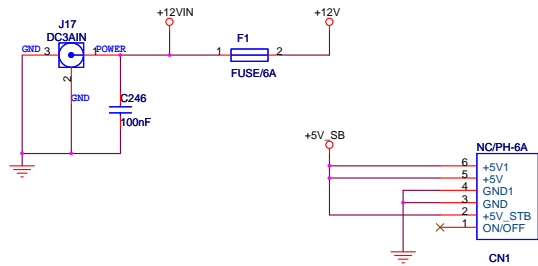 J17
DC3AIN
GND 3
1 POWER
2
GND
C246
100nF
+12VIN
F1
1
2
FUSE/6A
+12V
+5V_SB
NC/PH-6A
6 +5V1
5 +5V
4 GND1
3 GND
2 +5V_STB
1 ON/OFF
CN1